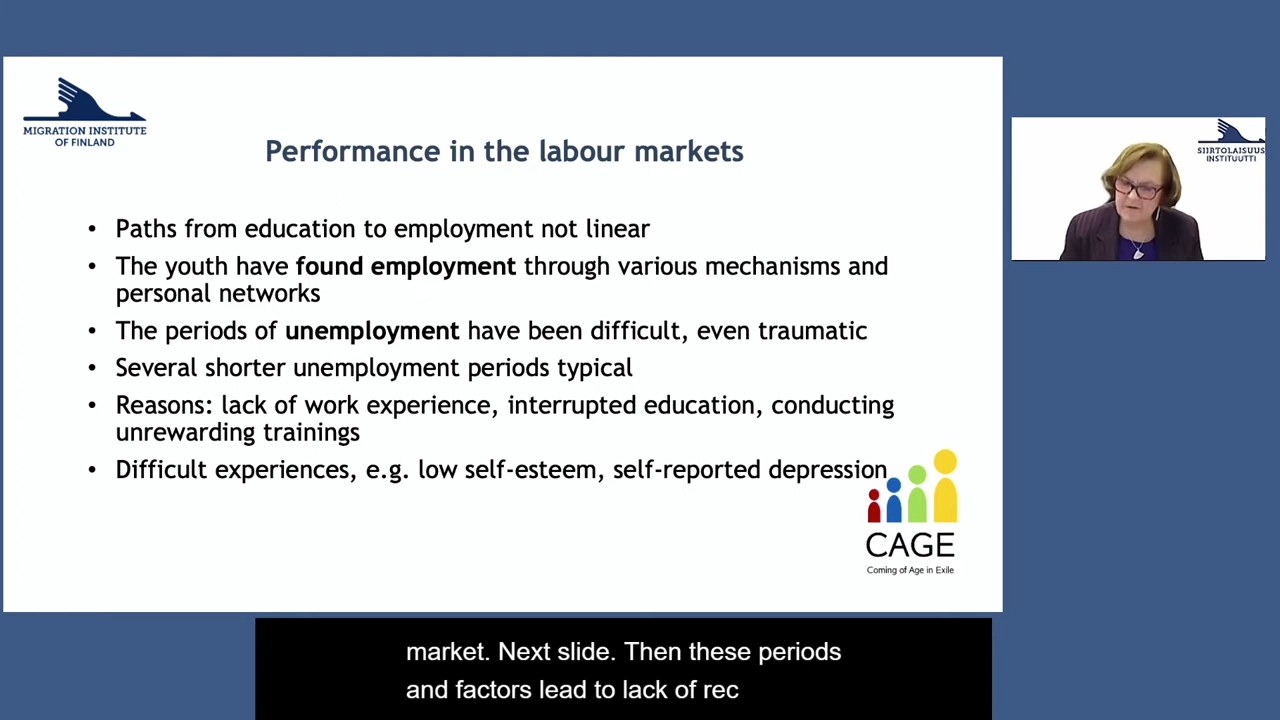 MIGRATION INSTITUTE
OF FINLAND
Performance in the labour markets
• Paths from education to employment not linear
• The youth have found employment through various mechanisms and
personal networks
• The periods of unemployment have been difficult, even traumatic
• Several shorter unemployment periods typical
• Reasons: lack of work experience, interrupted education, conducting
unrewarding trainings
• Difficult experiences, e.g. low self-esteem, self-reported depression
CAGE
Coming of Age in Exile
SIIRTOLAISUUS
INSTITUUTTI
market. Next slide. Then these periods
and factors lead to lack of rec